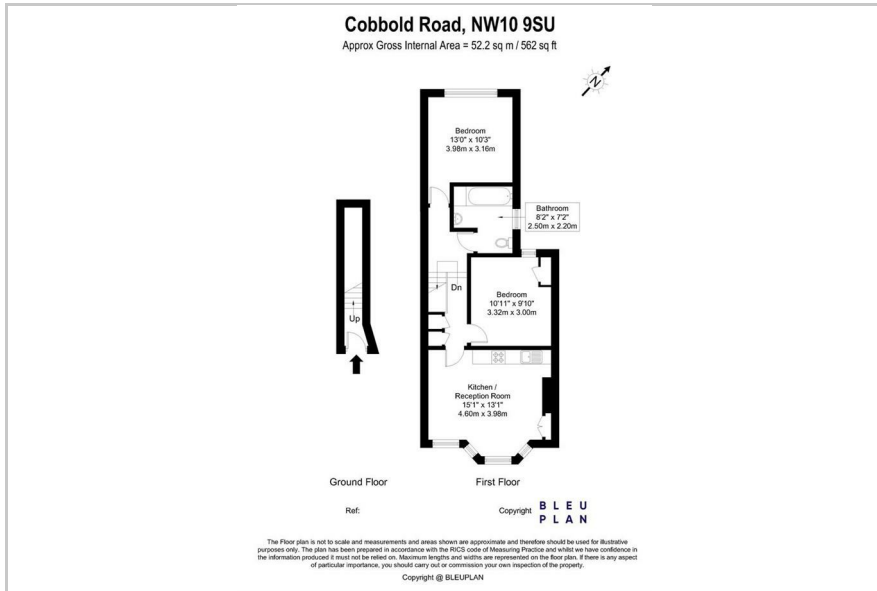 Cobbold Road, NW10 9SU
Approx Gross Internal Area = 52.2 sq m / 562 sq ft
N
Bedroom
13'0" x 10'3"
3.98m x 3.16m
Bathroom
8'2" x 7'2"
2.50m x 2.20m
Dn
Bedroom
10'11" x 9'10"
3.32m x 3.00m
Up
Kitchen /
Reception Room
15'1" x 13'1"
4.60m x 3.98m
Ground Floor
First Floor
Ref:
Copyright
BLEU
PLAN
The Floor plan is not to scale and measurements and areas shown are approximate and therefore should be used for illustrative
purposes only. The plan has been prepared in accordance with the RICS code of Measuring Practice and whilst we have confidence in
the information produced it must not be relied on. Maximum lengths and widths are represented on the floor plan. If there is any aspect
of particular importance, you should carry out or commission your own inspection of the property.
Copyright @ BLEUPLAN